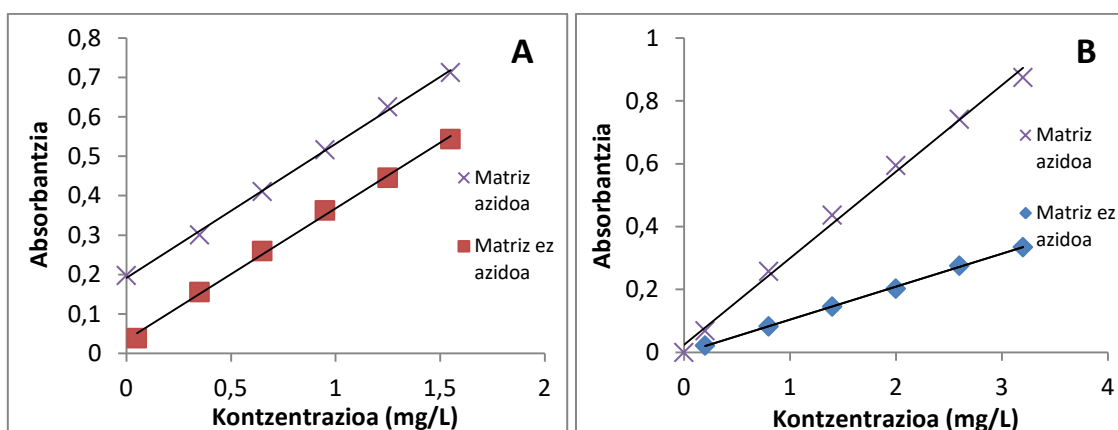 A
Absorbantzia
0,8
0,7
0,6
0,5
0,4
0,3
0,2
0,1
0
0
0,5
1
1,5
2
Kontzentrazioa (mg/L)
Matriz
azidoa
Matriz ez
azidoa
B
Absorbantzia
1
0,8
0,6
0,4
0,2
0
0
1
2
3
4
Kontzentrazioa (mg/L)
Matriz
azidoa
Matriz ez
azidoa